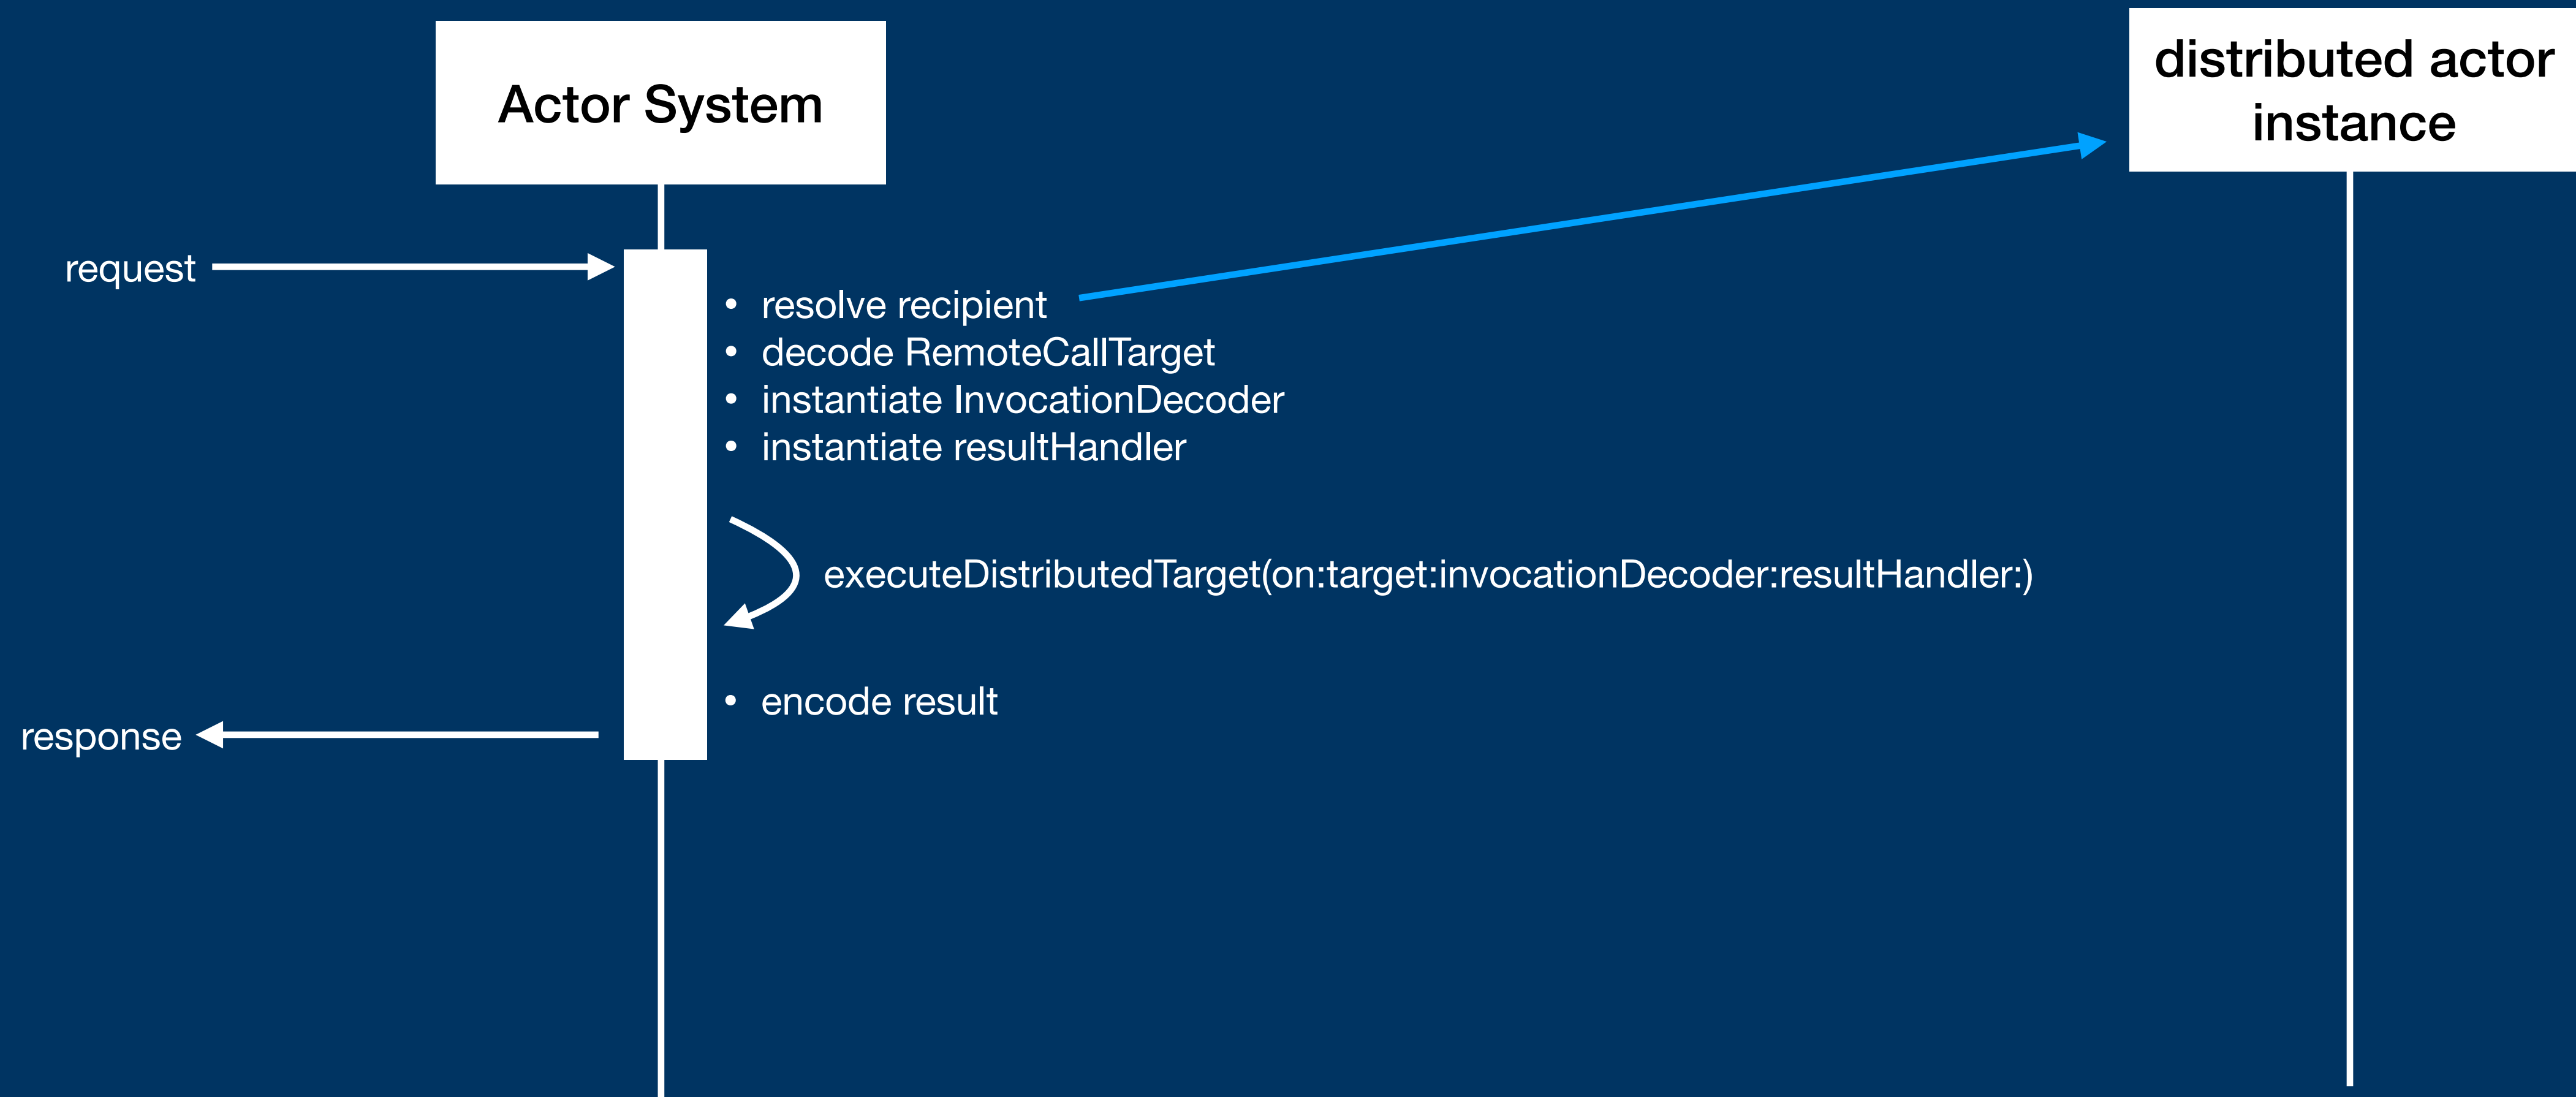 Actor System
distributed actor
instance
request
• resolve recipient
• decode RemoteCallTarget
• instantiate InvocationDecoder
• instantiate resultHandler
executeDistributedTarget(on:target:invocationDecoder:resultHandler:)
• encode result
response